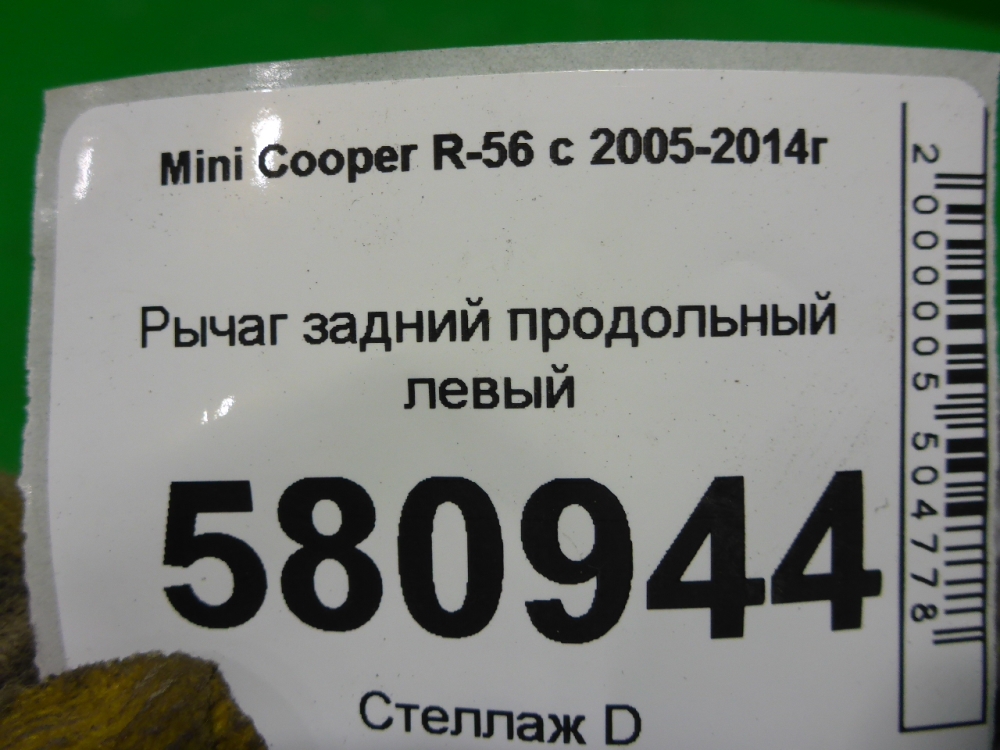 Mini Cooper R-56 с 2005-2014г
Рычаг задний продольный
левый
580944
Стеллаж D
2000005504778